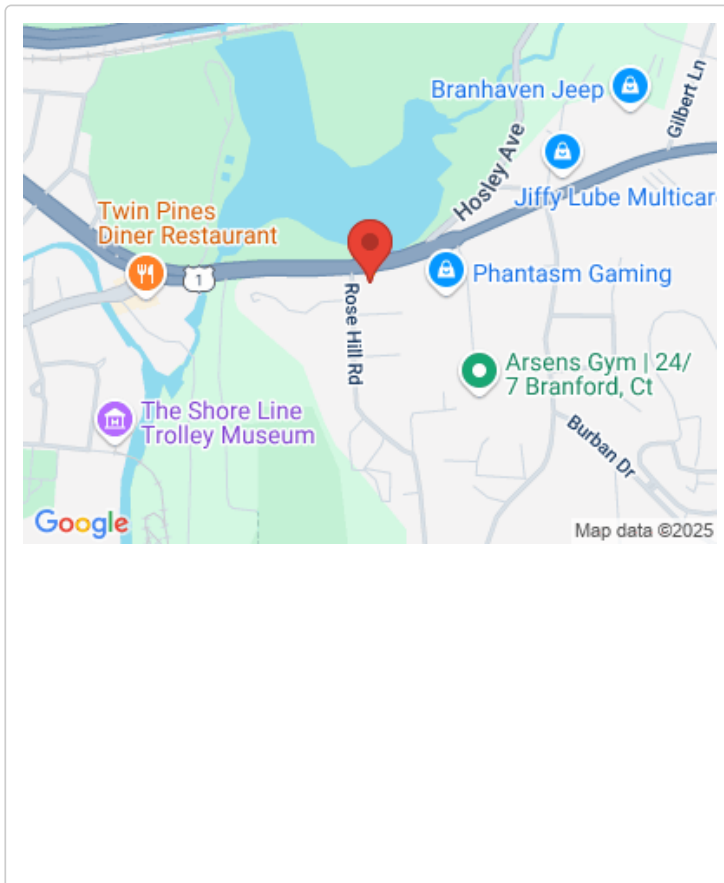 Branhaven Jeep
Gilbert Ln
Hosley Ave
Jiffy Lube Multicar
Twin Pines
Diner Restaurant
1
Phantasm Gaming
Rose Hill Rd
Arsens Gym | 24/
7 Branford, Ct
The Shore Line
Trolley Museum
Burban Dr
Google
Map data ©2025